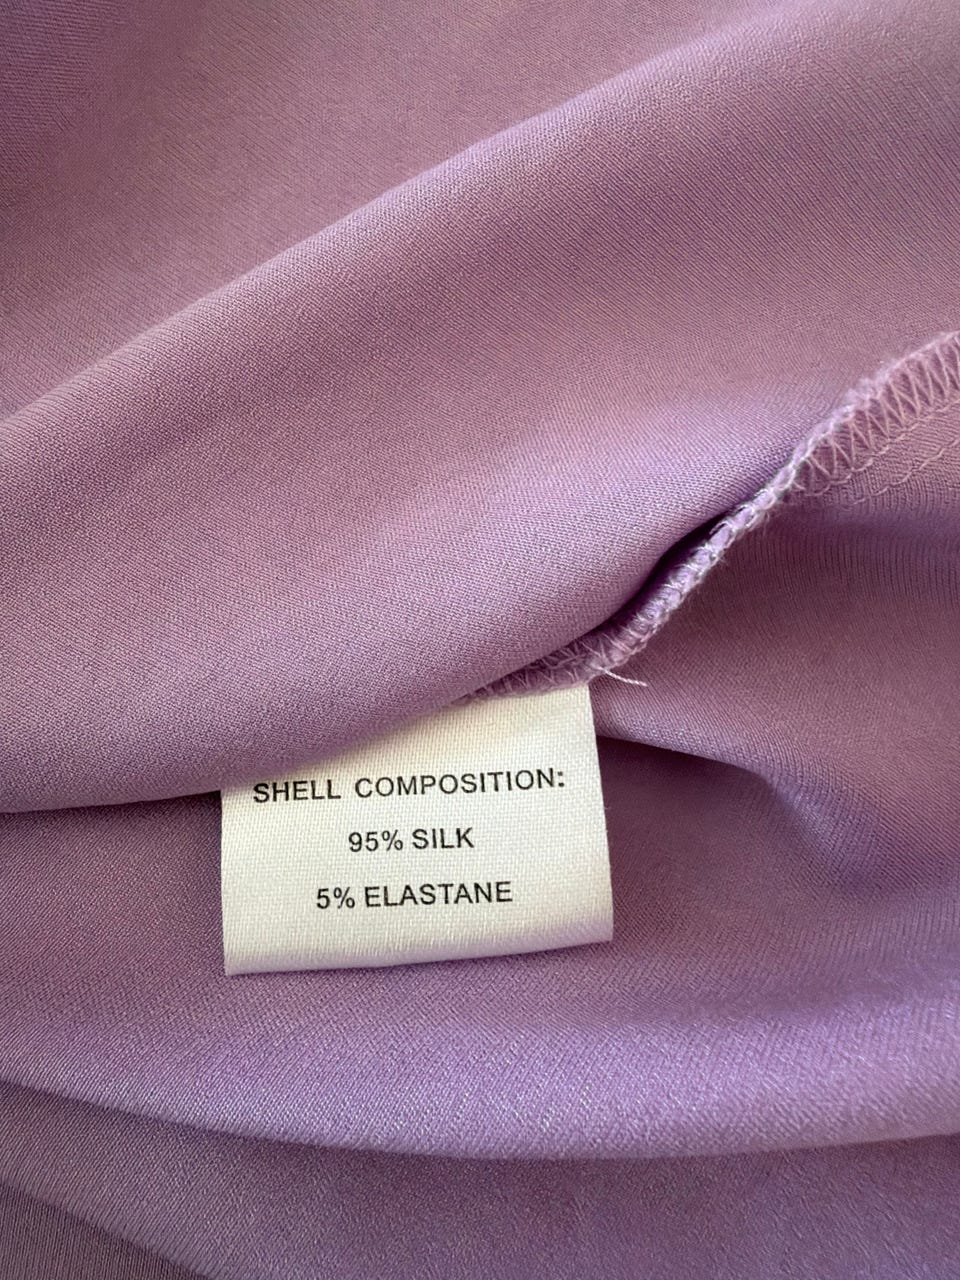 SHELL COMPOSITION:
95% SILK
5% ELASTANE